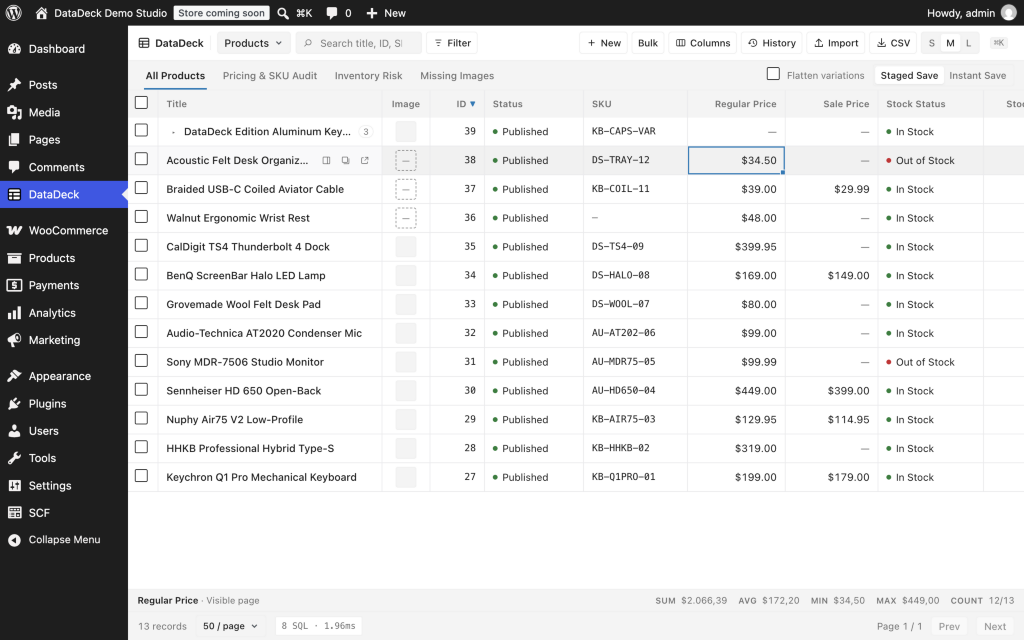 DataDeck Demo Studio Store coming soon ⌘K 0 New Howdy, admin
Dashboard
Posts
Media
Pages
Comments
DataDeck
WooCommerce
Products
Payments
Analytics
Marketing
Appearance
Plugins
Users
Tools
Settings
SCF
Collapse Menu
DataDeck Products Search title, ID, SI Filter + New Bulk Columns History Import CSV S M L ⌘K
All Products Pricing & SKU Audit Inventory Risk Missing Images Flatten variations Staged Save Instant Save
Title Image ID ▼ Status SKU Regular Price Sale Price Stock Status Stoc
DataDeck Edition Aluminum Key... 3 39 Published KB-CAPS-VAR — — In Stock
Acoustic Felt Desk Organiz... — 38 Published DS-TRAY-12 $34.50 — Out of Stock
Braided USB-C Coiled Aviator Cable — 37 Published KB-COIL-11 $39.00 $29.99 In Stock
Walnut Ergonomic Wrist Rest — 36 Published — $48.00 — In Stock
CalDigit TS4 Thunderbolt 4 Dock 35 Published DS-TS4-09 $399.95 — In Stock
BenQ ScreenBar Halo LED Lamp 34 Published DS-HALO-08 $169.00 $149.00 In Stock
Grovemade Wool Felt Desk Pad 33 Published DS-WOOL-07 $80.00 — In Stock
Audio-Technica AT2020 Condenser Mic 32 Published AU-AT202-06 $99.00 — In Stock
Sony MDR-7506 Studio Monitor 31 Published AU-MDR75-05 $99.99 — Out of Stock
Sennheiser HD 650 Open-Back 30 Published AU-HD650-04 $449.00 $399.00 In Stock
Nuphy Air75 V2 Low-Profile 29 Published KB-AIR75-03 $129.95 $114.95 In Stock
HHKB Professional Hybrid Type-S 28 Published KB-HHKB-02 $319.00 — In Stock
Keychron Q1 Pro Mechanical Keyboard 27 Published KB-Q1PRO-01 $199.00 $179.00 In Stock
Regular Price · Visible page SUM $2.066,39 AVG $172,20 MIN $34,50 MAX $449,00 COUNT 12/13
13 records 50 / page 8 SQL · 1.96ms Page 1 / 1 Prev Next